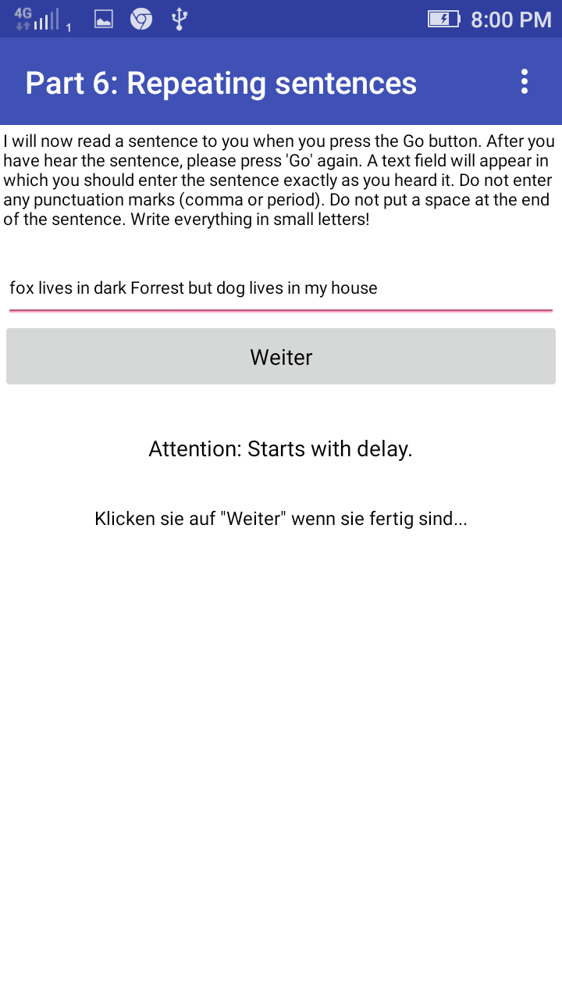 4G 1 8:00 PM
Part 6: Repeating sentences
I will now read a sentence to you when you press the Go button. After you
have hear the sentence, please press 'Go' again. A text field will appear in
which you should enter the sentence exactly as you heard it. Do not enter
any punctuation marks (comma or period). Do not put a space at the end
of the sentence. Write everything in small letters!
fox lives in dark Forrest but dog lives in my house
Weiter
Attention: Starts with delay.
Klicken sie auf "Weiter" wenn sie fertig sind...